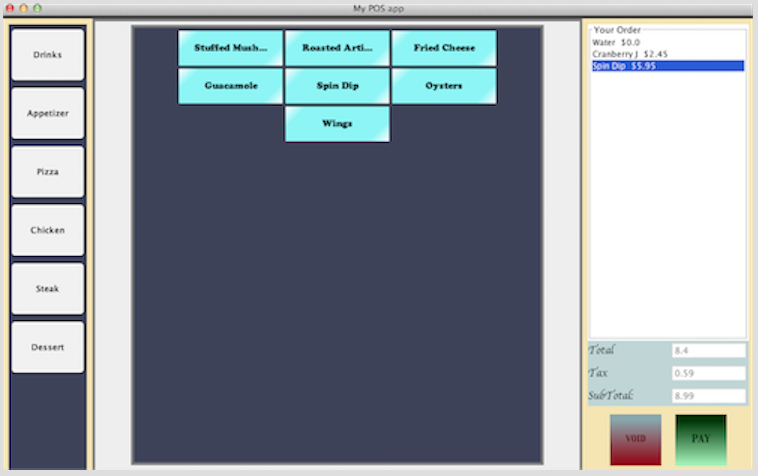 My POS app
Drinks
Appetizer
Pizza
Chicken
Steak
Dessert
Stuffed Mush...
Roasted Arti...
Fried Cheese
Guacamole
Spin Dip
Oysters
Wings
Your Order
Water $0.0
Cranberry J $2.45
Spin Dip $5.95
Total 8.4
Tax 0.59
SubTotal: 8.99
VOID
PAY